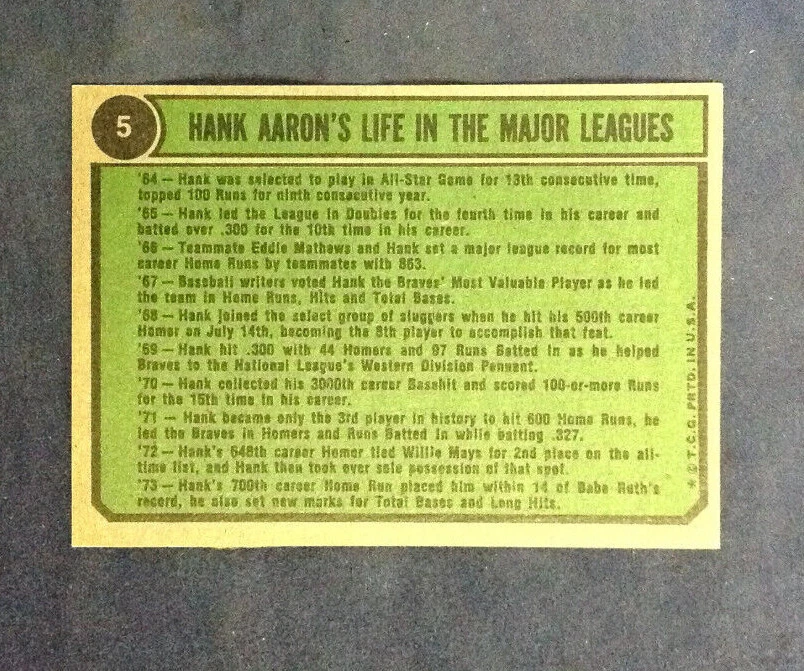 5
HANK AARON'S LIFE IN THE MAJOR LEAGUES
'64 — Hank was selected to play in All-Star Game for 13th consecutive time,
topped 100 Runs for ninth consecutive year.
'65 — Hank led the League in Doubles for the fourth time in his career and
batted over .300 for the 10th time in his career.
'66 — Teammate Eddie Mathews and Hank set a major league record for most
career Home Runs by teammates with 863.
'67 — Baseball writers voted Hank the Braves' Most Valuable Player as he led
the team in Home Runs, Hits and Total Bases.
'68 — Hank joined the select group of sluggers when he hit his 500th career
Homer on July 14th, becoming the 8th player to accomplish that feat.
'69 — Hank hit .300 with 44 Homers and 97 Runs Batted In as he helped
Braves to the National League's Western Division Pennant.
'70 — Hank collected his 3000th career Basehit and scored 100-or-more Runs
for the 15th time in his career.
'71 — Hank became only the 3rd player in history to hit 600 Home Runs, he
led the Braves in Homers and Runs Batted In while batting .327.
'72 — Hank's 648th career Homer tied Willie Mays for 2nd place on the all-
time list, and Hank then took over sole possession of that spot.
'73 — Hank's 700th career Home Run placed him within 14 of Babe Ruth's
record, he also set new marks for Total Bases and Long Hits.
* © T.C.G. PRTD. IN U.S.A.